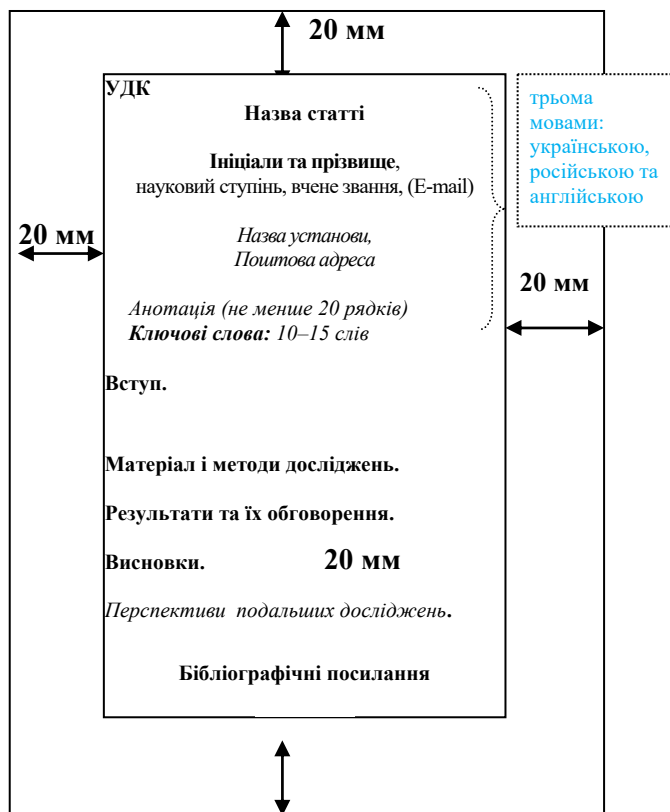 20 мм
УДК
Назва статті
трьома
мовами:
українською,
російською та
англійською
Ініціали та прізвище,
науковий ступінь, вчене звання, (E-mail)
20 мм
Назва установи,
Поштова адреса
20 мм
Анотація (не менше 20 рядків)
Ключові слова: 10–15 слів
Вступ.
Матеріал і методи досліджень.
Результати та їх обговорення.
Висновки.
20 мм
Перспективи подальших досліджень.
Бібліографічні посилання